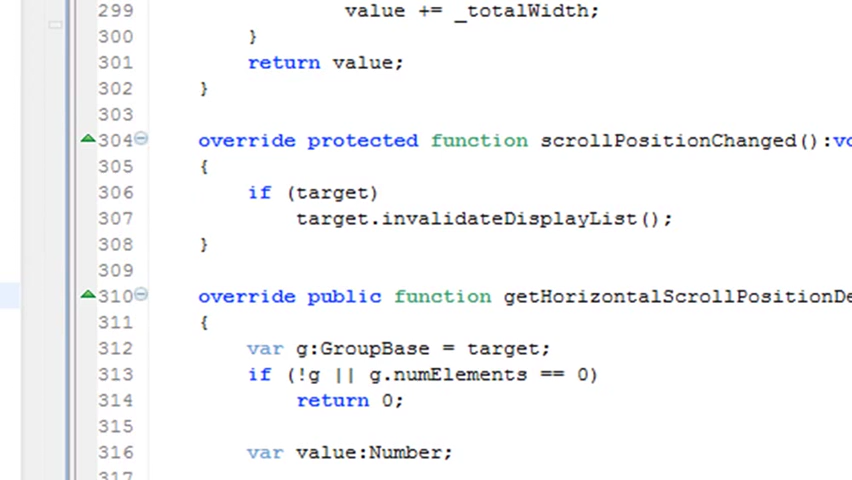 299 value += _totalWidth;
300 }
301 return value;
302 }
303
304 override protected function scrollPositionChanged():vo
305 {
306 if (target)
307 target.invalidateDisplayList();
308 }
309
310 override public function getHorizontalScrollPositionDe
311 {
312 var g:GroupBase = target;
313 if (!g || g.numElements == 0)
314 return 0;
315
316 var value:Number;
317